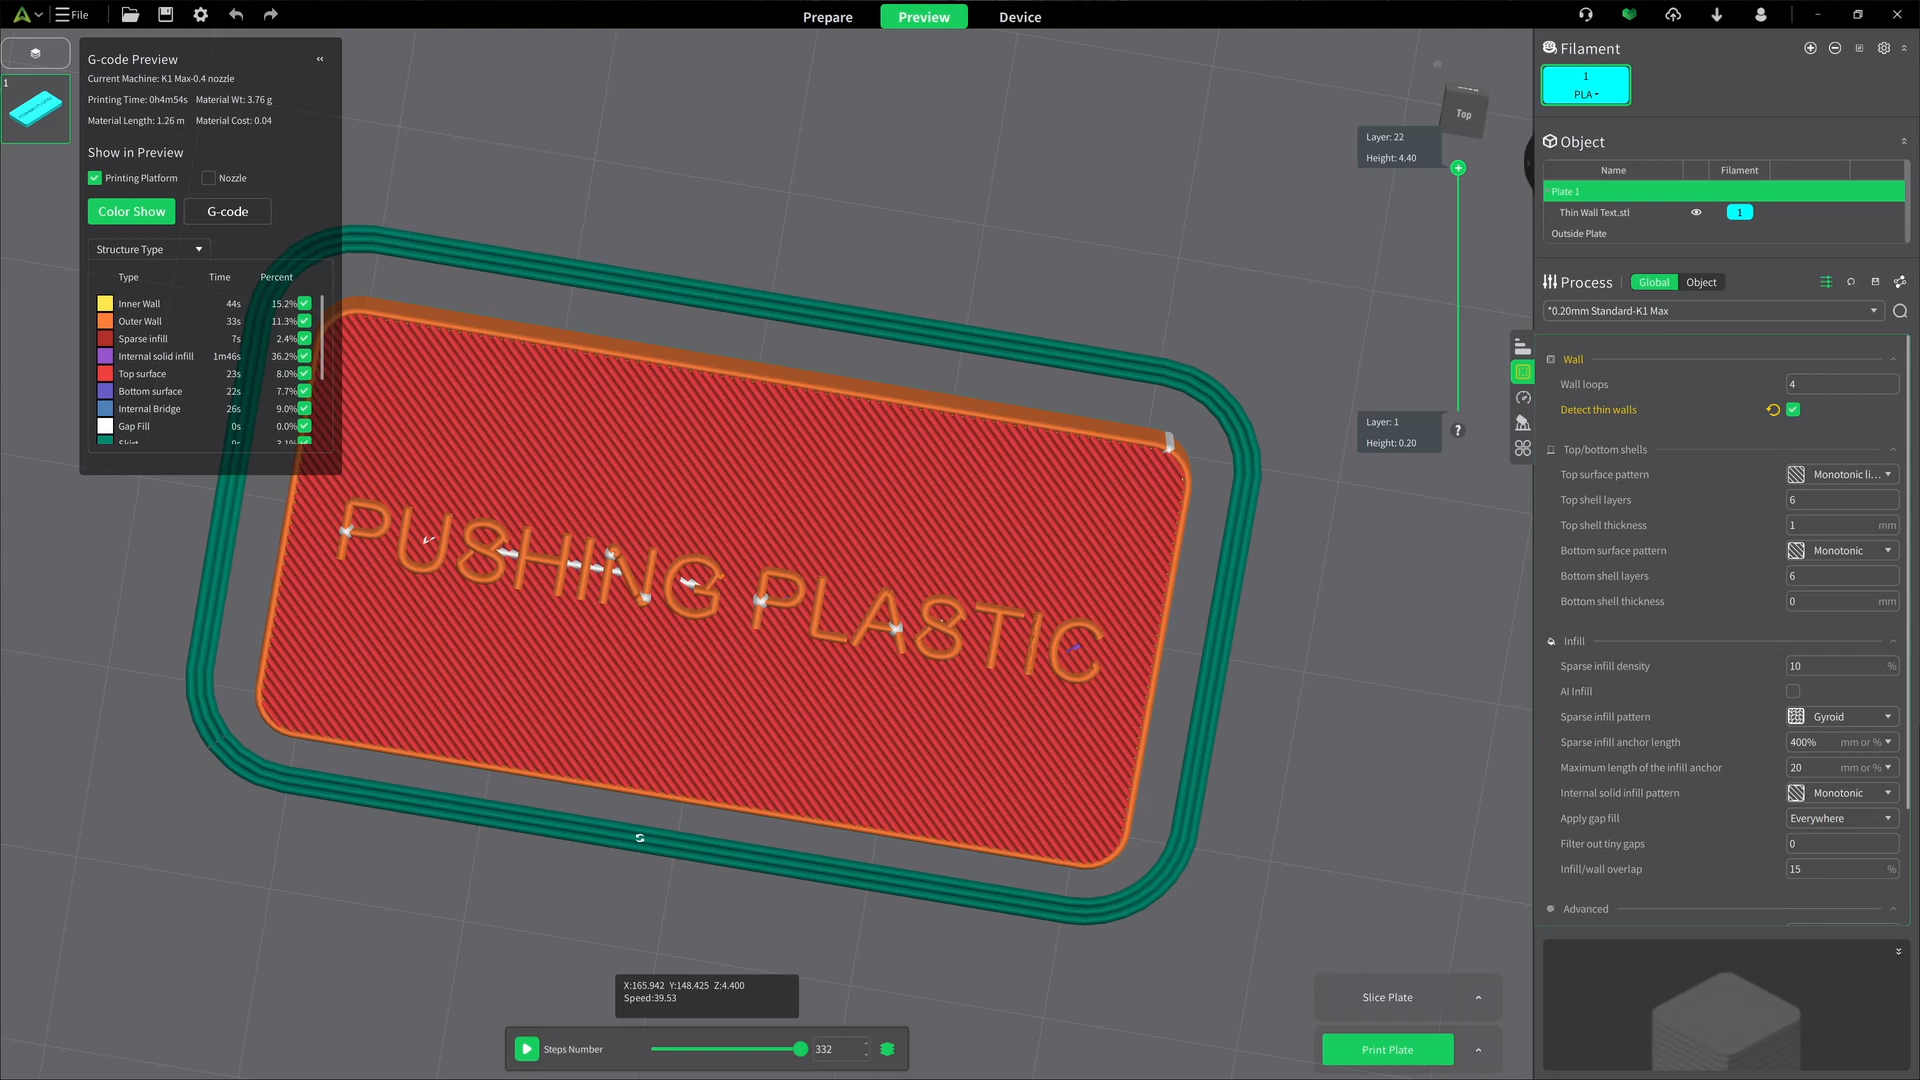 File
Prepare
Preview
Device
1
G-code Preview
Current Machine: K1 Max-0.4 nozzle
Printing Time: 0h4m54s Material Wt: 3.76 g
Material Length: 1.26 m Material Cost: 0.04
Show in Preview
Printing Platform
Nozzle
Color Show
G-code
Structure Type
Type Time Percent
Inner Wall 44s 15.2%
Outer Wall 33s 11.3%
Sparse infill 7s 2.4%
Internal solid infill 1m46s 36.2%
Top surface 23s 8.0%
Bottom surface 22s 7.7%
Internal Bridge 26s 9.0%
Gap Fill 0s 0.0%
Skirt 9s 3.1%
PUSHING PLASTIC
Top
Layer: 22
Height: 4.40
Layer: 1
Height: 0.20
?
X:165.942 Y:148.425 Z:4.400
Speed:39.53
Steps Number 332
Slice Plate
Print Plate
Filament
1
PLA
Object
Name Filament
Plate 1
Thin Wall Text.stl 1
Outside Plate
Process Global Object
*0.20mm Standard-K1 Max
Wall
Wall loops 4
Detect thin walls
Top/bottom shells
Top surface pattern Monotonic li...
Top shell layers 6
Top shell thickness 1 mm
Bottom surface pattern Monotonic
Bottom shell layers 6
Bottom shell thickness 0 mm
Infill
Sparse infill density 10 %
AI Infill
Sparse infill pattern Gyroid
Sparse infill anchor length 400% mm or %
Maximum length of the infill anchor 20 mm or %
Internal solid infill pattern Monotonic
Apply gap fill Everywhere
Filter out tiny gaps 0
Infill/wall overlap 15 %
Advanced